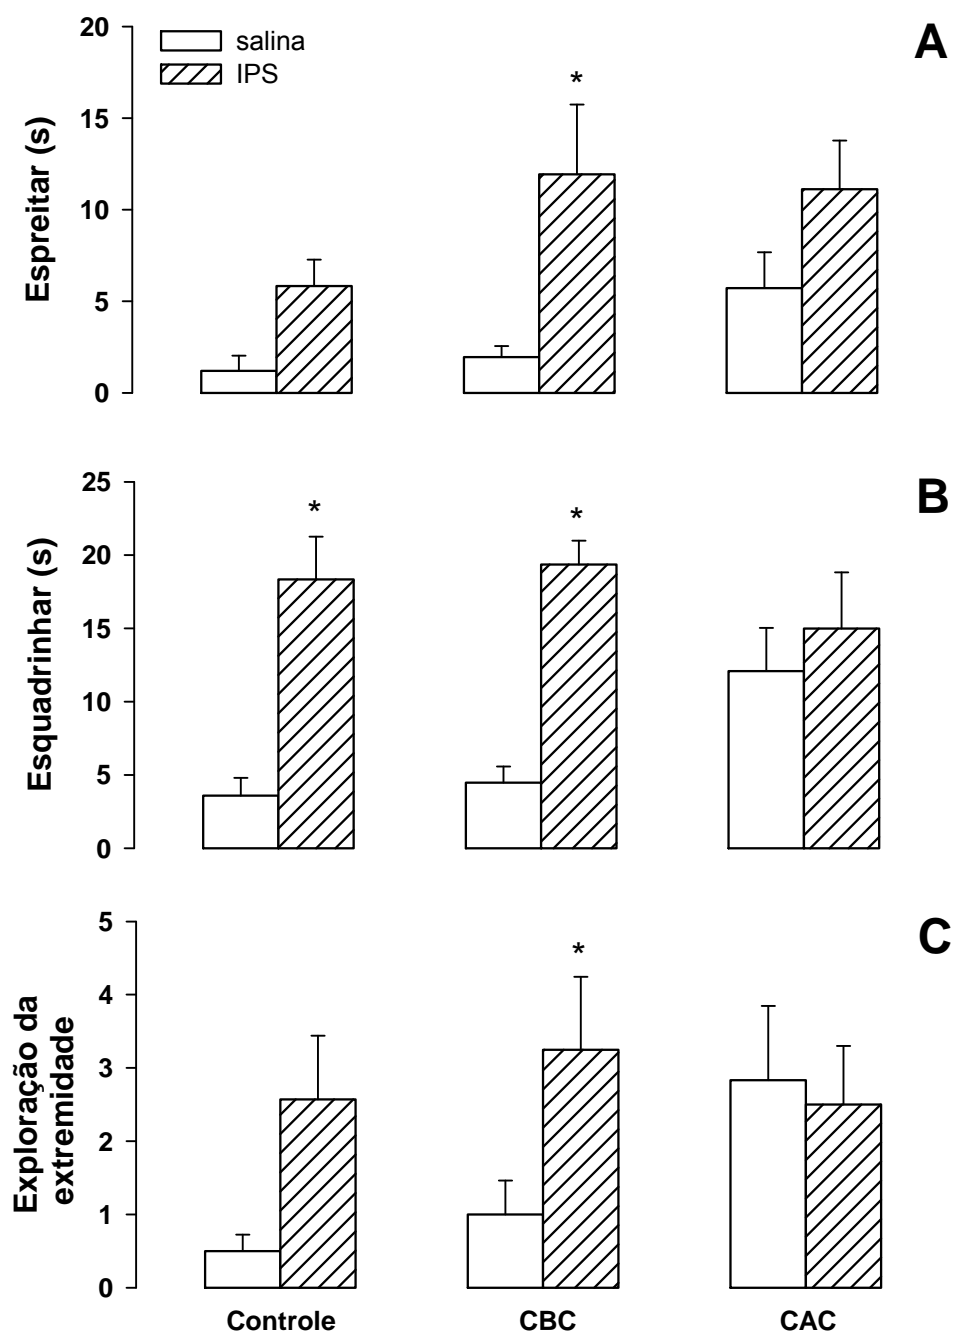 A
salina
IPS
20
15
10
5
0
Espreitar (s)
*
B
25
20
15
10
5
0
Esquadrinhar (s)
*
*
C
5
4
3
2
1
0
Exploração da
extremidade
*
Controle
CBC
CAC